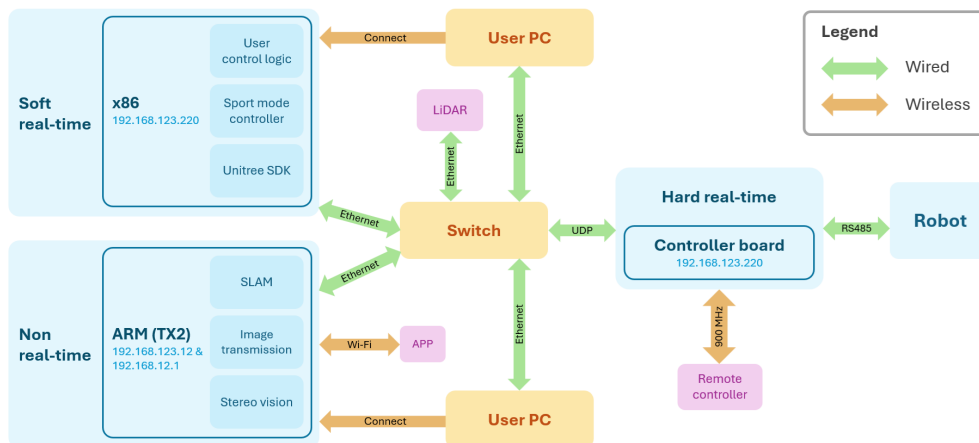 Soft
real-time
x86
192.168.123.220
User
control logic
Sport mode
controller
Unitree SDK
Connect
User PC
LiDAR
Ethernet
Ethernet
Ethernet
Switch
UDP
Hard real-time
Controller board
192.168.123.220
RS485
Robot
900 MHz
Remote
controller
Legend
Wired
Wireless
Non
real-time
ARM (TX2)
192.168.123.12 &
192.168.12.1
SLAM
Image
transmission
Stereo vision
Ethernet
Wi-Fi
APP
Ethernet
Connect
User PC